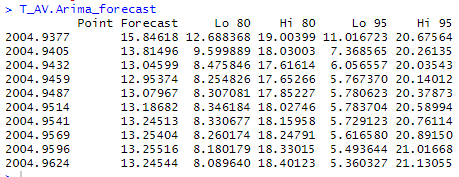 > T_AV.Arima_forecast
Point Forecast Lo 80 Hi 80 Lo 95 Hi 95
2004.9377 15.84618 12.688368 19.00399 11.016723 20.67564
2004.9405 13.81496 9.599889 18.03003 7.368565 20.26135
2004.9432 13.04599 8.475846 17.61614 6.056557 20.03543
2004.9459 12.95374 8.254828 17.65266 5.767370 20.14012
2004.9487 13.07967 8.307081 17.85227 5.780623 20.37873
2004.9514 13.18682 8.346184 18.02746 5.783704 20.58994
2004.9541 13.24513 8.330677 18.15958 5.729123 20.76114
2004.9569 13.25404 8.260174 18.24791 5.616580 20.89150
2004.9596 13.25516 8.180179 18.33015 5.493644 21.01668
2004.9624 13.24544 8.089640 18.40123 5.360327 21.13055
>